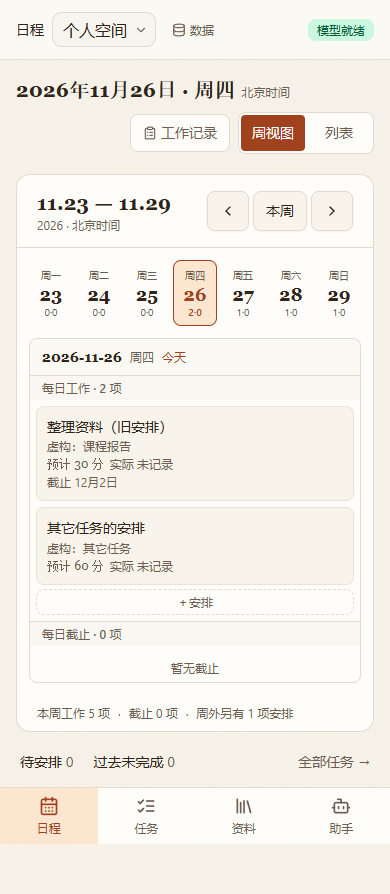 日程 个人空间 数据 模型就绪
2026年11月26日 · 周四 北京时间
工作记录 周视图 列表
11.23 — 11.29
2026 · 北京时间
本周
周一 周二 周三 周四 周五 周六 周日
23 24 25 26 27 28 29
0·0 0·0 0·0 2·0 1·0 1·0 1·0
2026-11-26 周四 今天
每日工作 · 2 项
整理资料（旧安排）
虚构：课程报告
预计 30 分 实际 未记录
截止 12月2日
其它任务的安排
虚构：其它任务
预计 60 分 实际 未记录
+ 安排
每日截止 · 0 项
暂无截止
本周工作 5 项 · 截止 0 项 · 周外另有 1 项安排
待安排 0 过去未完成 0 全部任务 →
日程 任务 资料 助手